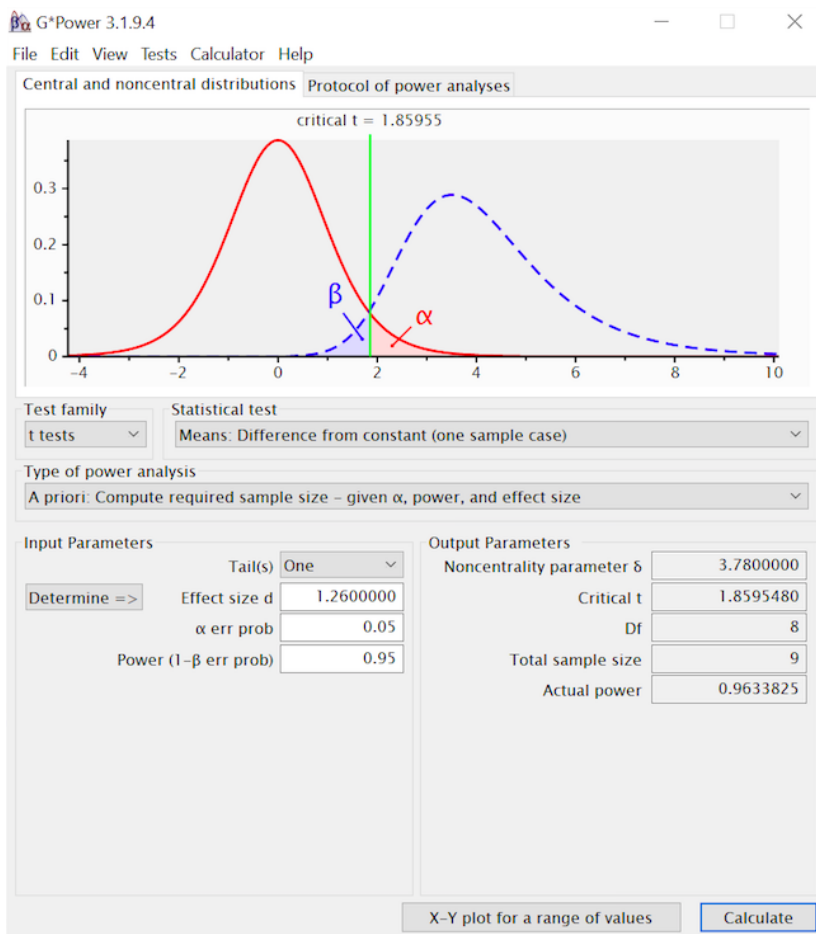 G*Power 3.1.9.4
File Edit View Tests Calculator Help
Central and noncentral distributions Protocol of power analyses
critical t = 1.85955
0.3
0.2
0.1
0
β
α
−4 −2 0 2 4 6 8 10
Test family Statistical test
t tests Means: Difference from constant (one sample case)
Type of power analysis
A priori: Compute required sample size – given α, power, and effect size
Input Parameters Output Parameters
Tail(s) One Noncentrality parameter δ 3.7800000
Determine => Effect size d 1.2600000 Critical t 1.8595480
α err prob 0.05 Df 8
Power (1−β err prob) 0.95 Total sample size 9
Actual power 0.9633825
X–Y plot for a range of values Calculate